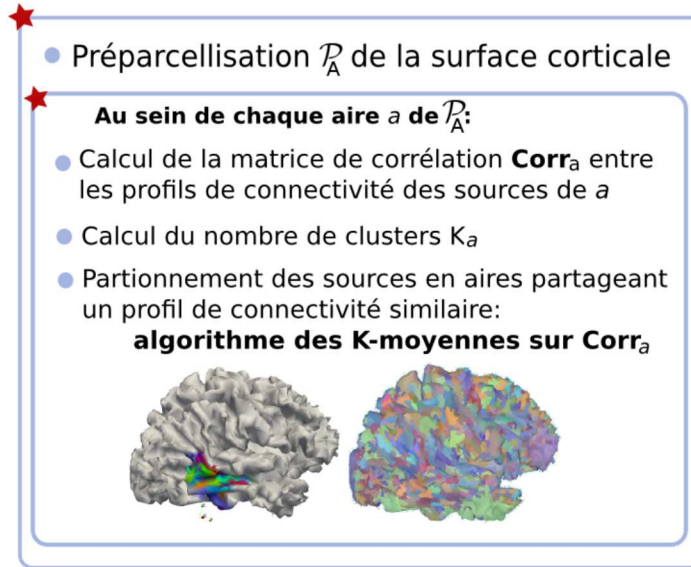 Préparcellisation 𝒫A de la surface corticale
Au sein de chaque aire a de 𝒫A:
Calcul de la matrice de corrélation Corra entre
les profils de connectivité des sources de a
Calcul du nombre de clusters Ka
Partionnement des sources en aires partageant
un profil de connectivité similaire:
algorithme des K-moyennes sur Corra